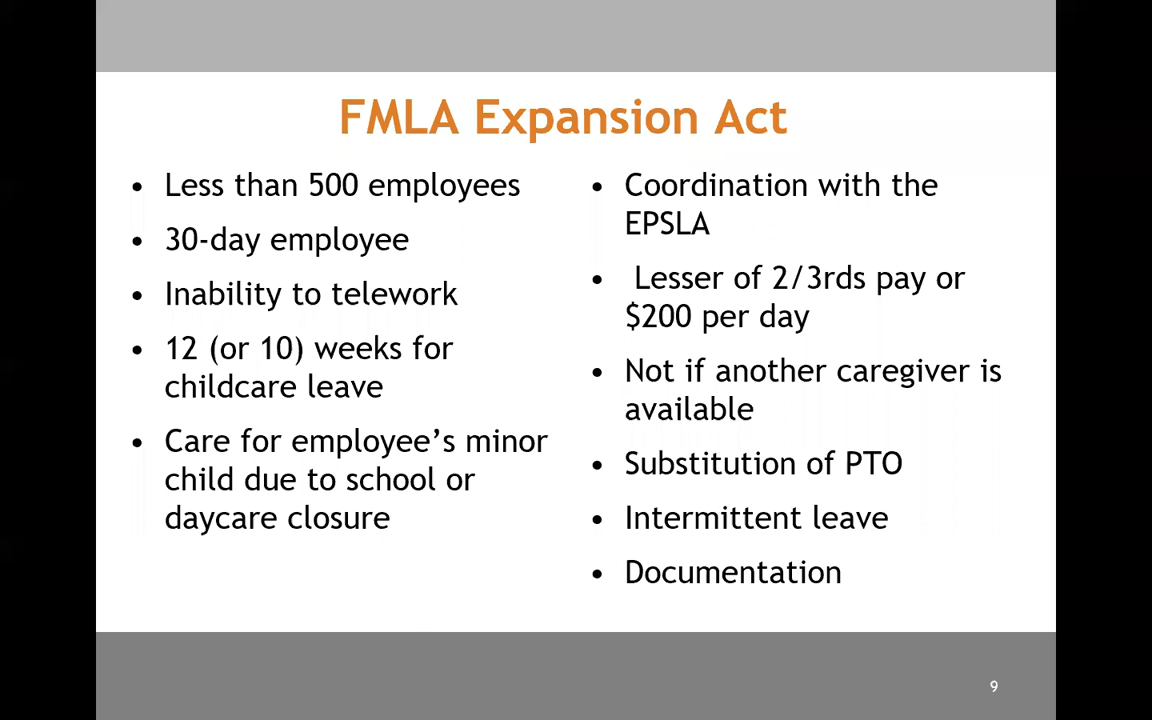 FMLA Expansion Act
• Less than 500 employees
• 30-day employee
• Inability to telework
• 12 (or 10) weeks for
childcare leave
• Care for employee’s minor
child due to school or
daycare closure
• Coordination with the
EPSLA
• Lesser of 2/3rds pay or
$200 per day
• Not if another caregiver is
available
• Substitution of PTO
• Intermittent leave
• Documentation
9